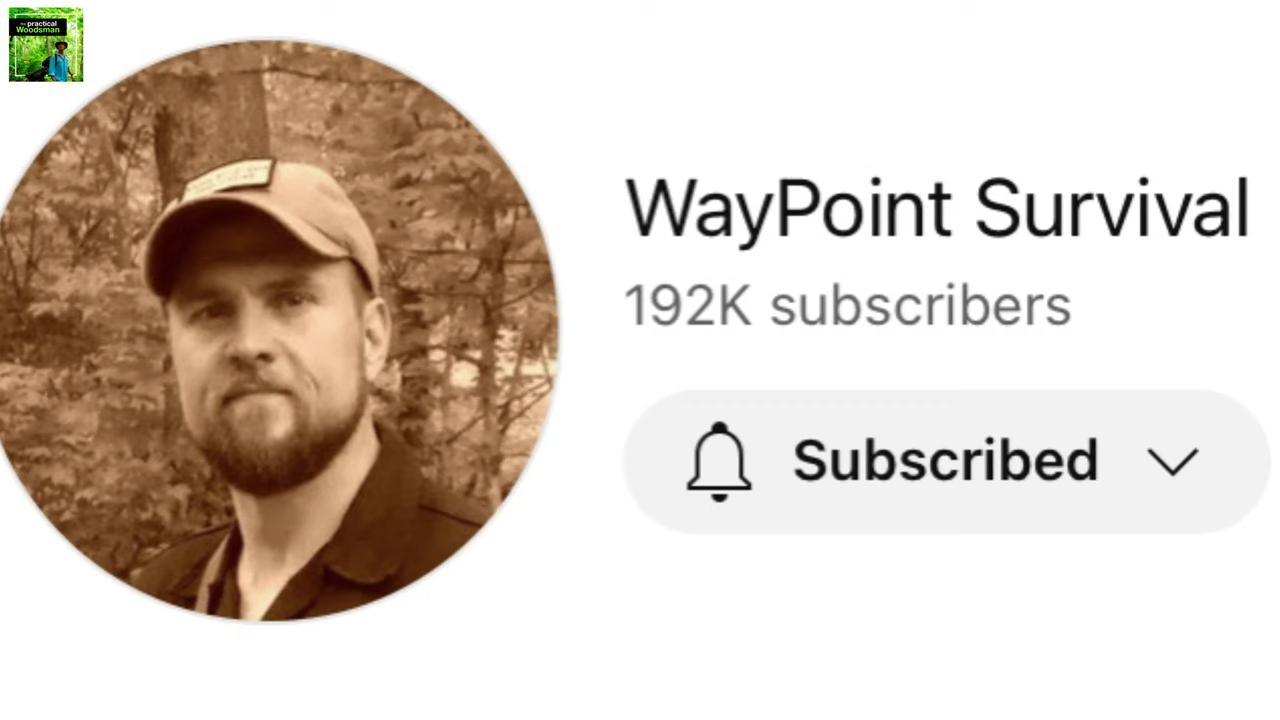 the practical
Woodsman
WayPoint Survival
192K subscribers
Subscribed